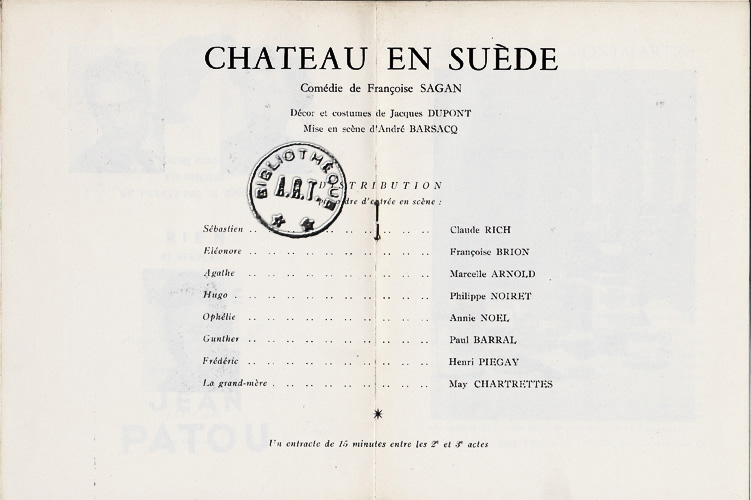 CHATEAU EN SUÈDE
Comédie de Françoise SAGAN
Décor et costumes de Jacques DUPONT
Mise en scène d'André BARSACQ
BIBLIOTHÈQUE
A.R.T.
DISTRIBUTION
d'entrée en scène :
Sébastien .. .. .. .. .. .. .. .. .. .. Claude RICH
Eléonore .. .. .. .. .. .. .. .. .. .. Françoise BRION
Agathe .. .. .. .. .. .. .. .. .. .. Marcelle ARNOLD
Hugo . .. .. .. .. .. .. .. .. .. .. Philippe NOIRET
Ophélie .. .. .. .. .. .. .. .. .. .. Annie NOEL
Gunther .. .. .. .. .. .. .. .. .. .. Paul BARRAL
Frédéric .. .. .. .. .. .. .. .. .. .. Henri PIEGAY
La grand-mère . .. .. .. .. .. .. .. .. May CHARTRETTES
Un entracte de 15 minutes entre les 2e et 3e actes
JEAN
PATOU